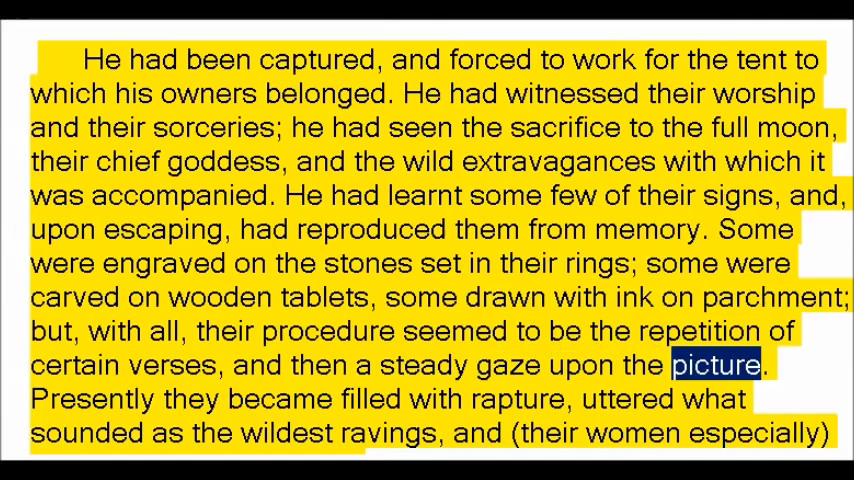 He had been captured, and forced to work for the tent to
which his owners belonged. He had witnessed their worship
and their sorceries; he had seen the sacrifice to the full moon,
their chief goddess, and the wild extravagances with which it
was accompanied. He had learnt some few of their signs, and,
upon escaping, had reproduced them from memory. Some
were engraved on the stones set in their rings; some were
carved on wooden tablets, some drawn with ink on parchment;
but, with all, their procedure seemed to be the repetition of
certain verses, and then a steady gaze upon the picture.
Presently they became filled with rapture, uttered what
sounded as the wildest ravings, and (their women especially)